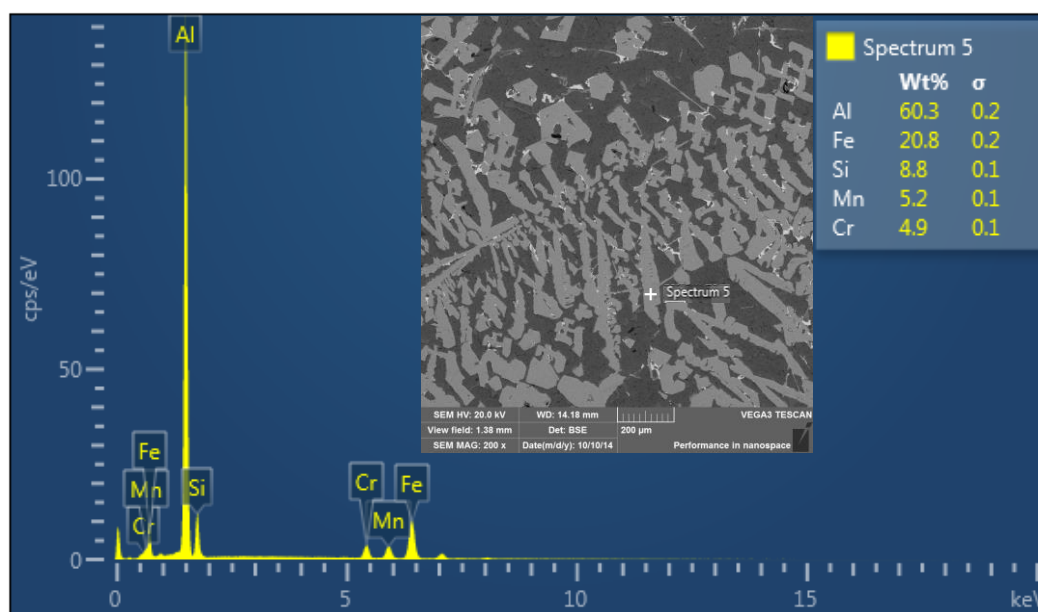 Al
Spectrum 5
Wt% σ
Al 60.3 0.2
Fe 20.8 0.2
Si 8.8 0.1
Mn 5.2 0.1
Cr 4.9 0.1
100
50
0
cps/eV
Fe
Mn
Cr
Si
Cr
Mn
Fe
0 5 10 15 keV
Spectrum 5
SEM HV: 20.0 kV WD: 14.18 mm VEGA3 TESCAN
View field: 1.38 mm Det: BSE 200 µm
SEM MAG: 200 x Date(m/d/y): 10/10/14 Performance in nanospace